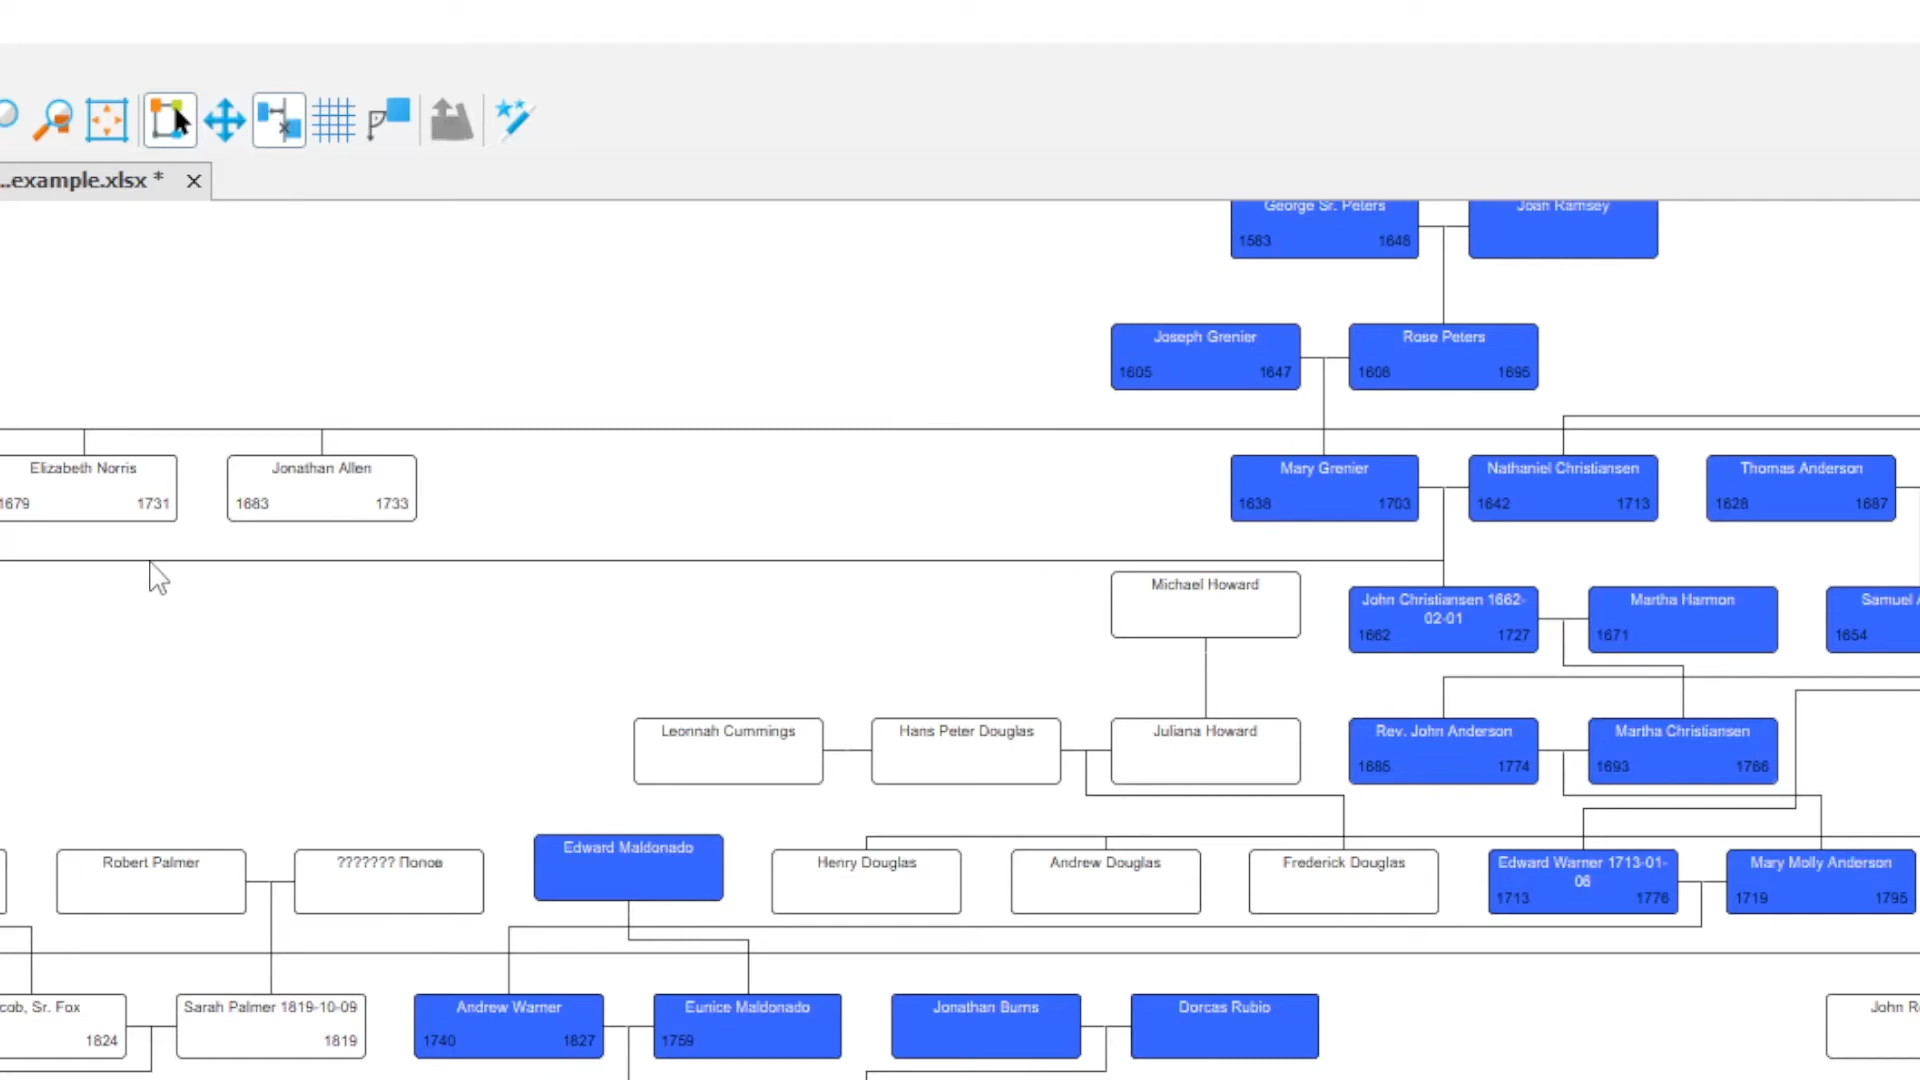 ..example.xlsx *
George Sr. Peters
Joan Ramsey
1583 1648
Joseph Grenier
Rose Peters
1605 1647
1606 1695
Elizabeth Norris
Jonathan Allen
Mary Grenier
Nathaniel Christiansen
Thomas Anderson
1679 1731
1683 1733
1638 1703
1642 1713
1628 1687
Michael Howard
John Christiansen 1662-
02-01
1662 1727
Martha Harmon
1671
Samuel
1654
Leonnah Cummings
Hans Peter Douglas
Juliana Howard
Rev. John Anderson
1685 1774
Martha Christiansen
1693 1766
Robert Palmer
??????? Попов
Edward Maldonado
Henry Douglas
Andrew Douglas
Frederick Douglas
Edward Warner 1713-01-
06
1713 1776
Mary Molly Anderson
1719 1795
cob, Sr. Fox
1824
Sarah Palmer 1819-10-09
1819
Andrew Warner
1740 1827
Eunice Maldonado
1759
Jonathan Burns
Dorcas Rubio
John R